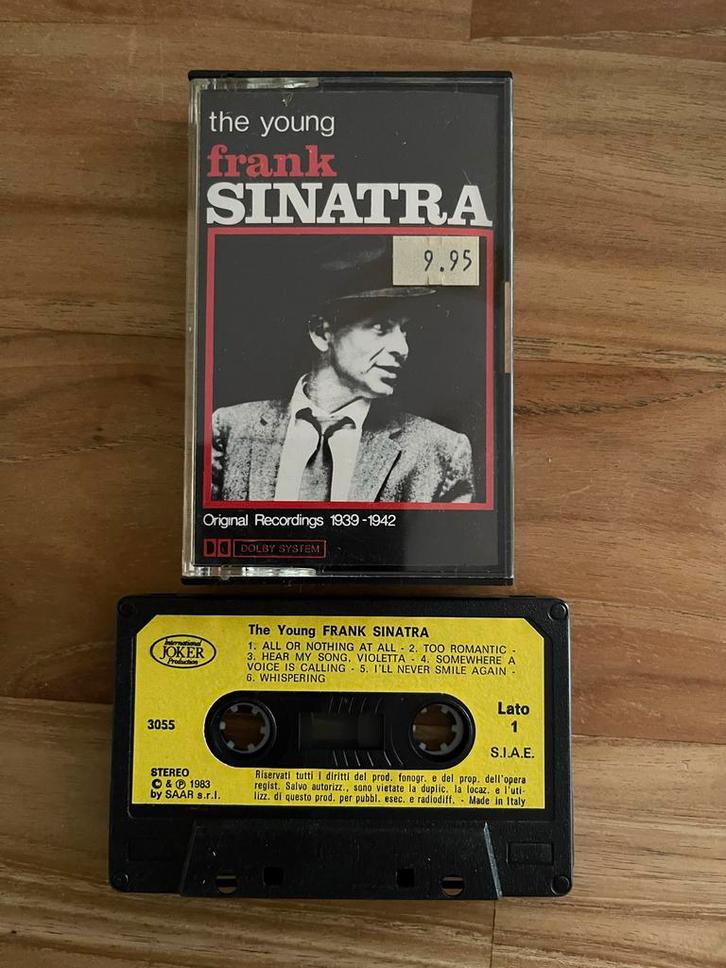 the young
frank
SINATRA
9.95
Original Recordings 1939-1942
DOLBY SYSTEM
International
JOKER
Production
The Young FRANK SINATRA
1. ALL OR NOTHING AT ALL - 2. TOO ROMANTIC -
3. HEAR MY SONG, VIOLETTA - 4. SOMEWHERE A
VOICE IS CALLING - 5. I'LL NEVER SMILE AGAIN -
6. WHISPERING
3055
Lato
1
S.I.A.E.
STEREO
© & ℗ 1983
by SAAR s.r.l.
Riservati tutti i diritti del prod. fonogr. e del prop. dell'opera
regist. Salvo autorizz., sono vietate la duplic. la locaz. e l'uti-
lizz. di questo prod. per pubbl. esec. e radiodiff. - Made in Italy